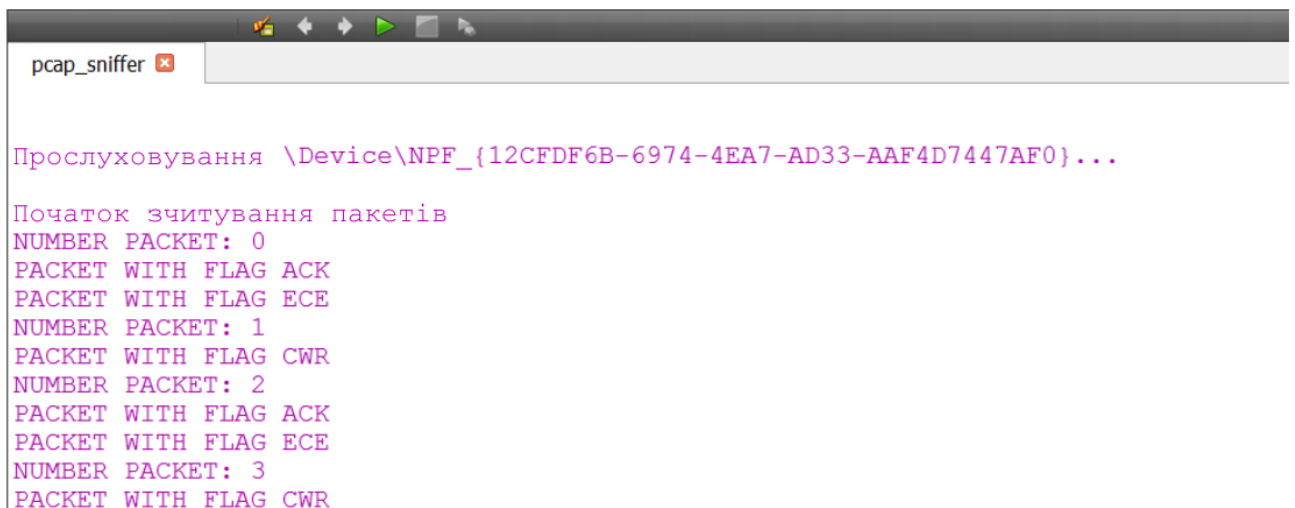 pcap_sniffer
Прослуховування \Device\NPF_{12CFDF6B-6974-4EA7-AD33-AAF4D7447AF0}...
Початок зчитування пакетів
NUMBER PACKET: 0
PACKET WITH FLAG ACK
PACKET WITH FLAG ECE
NUMBER PACKET: 1
PACKET WITH FLAG CWR
NUMBER PACKET: 2
PACKET WITH FLAG ACK
PACKET WITH FLAG ECE
NUMBER PACKET: 3
PACKET WITH FLAG CWR